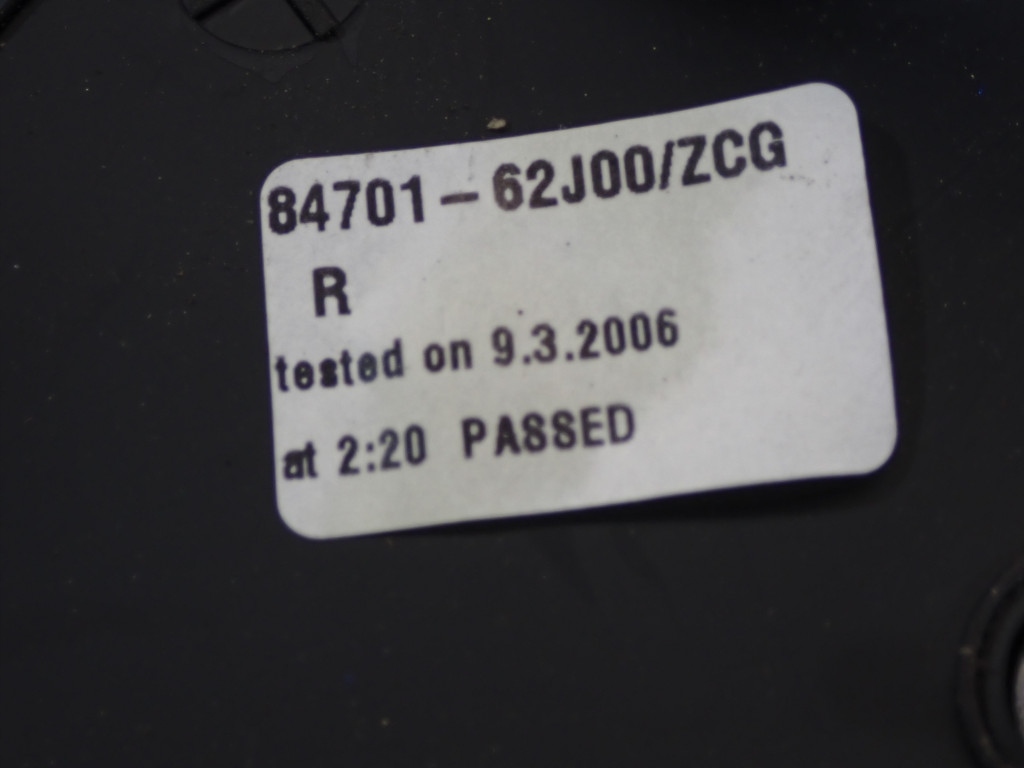 84701-62J00/ZCG
R
tested on 9.3.2006
at 2:20 PASSED